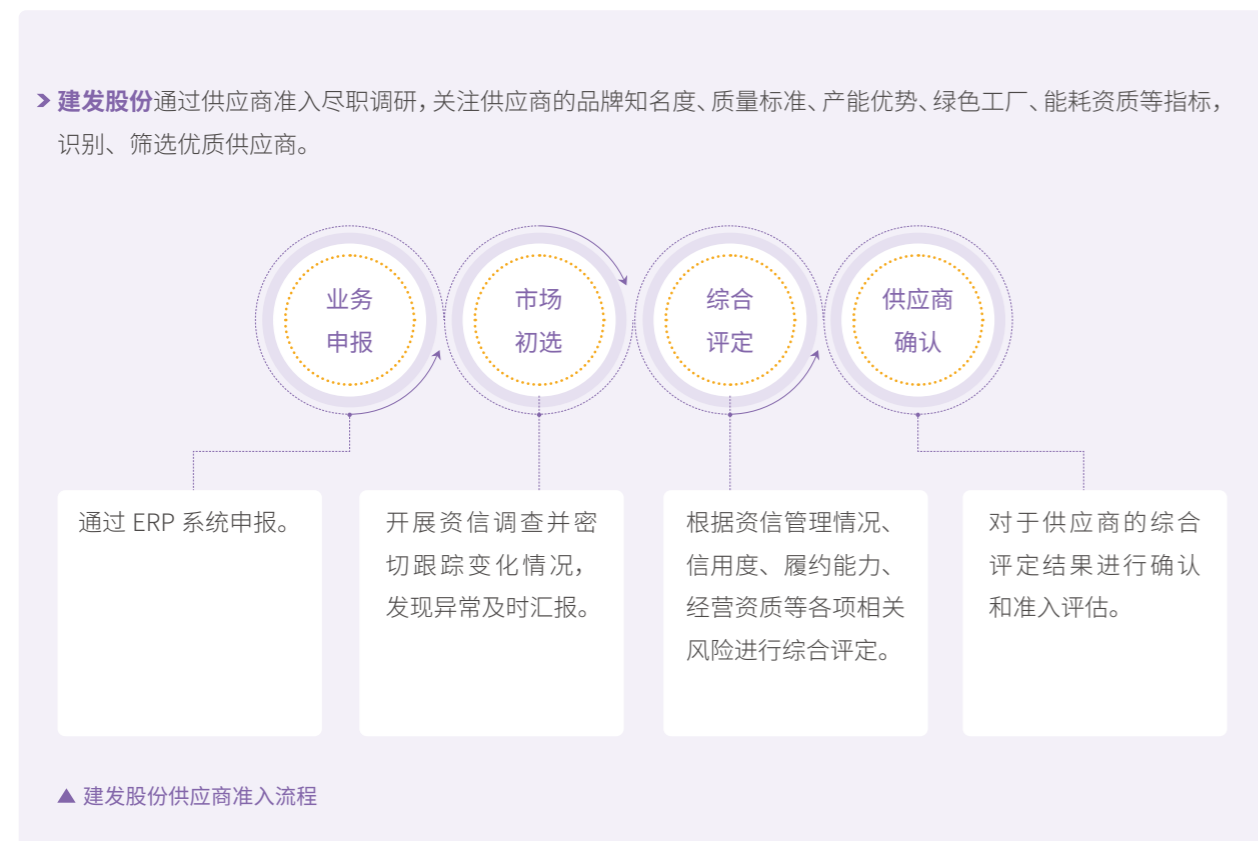 建发股份通过供应商准入尽职调研，关注供应商的品牌知名度、质量标准、产能优势、绿色工厂、能耗资质等指标，
识别、筛选优质供应商。
业务
申报
市场
初选
综合
评定
供应商
确认
通过 ERP 系统申报。
开展资信调查并密
切跟踪变化情况，
发现异常及时汇报。
根据资信管理情况、
信用度、履约能力、
经营资质等各项相关
风险进行综合评定。
对于供应商的综合
评定结果进行确认
和准入评估。
▲ 建发股份供应商准入流程